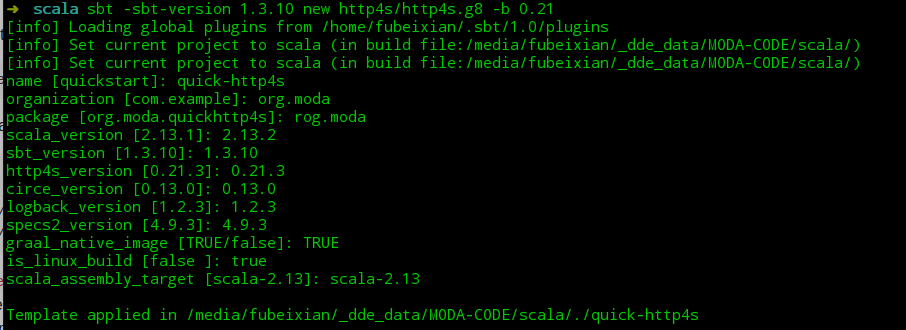 ➜ scala sbt -sbt-version 1.3.10 new http4s/http4s.g8 -b 0.21
[info] Loading global plugins from /home/fubeixian/.sbt/1.0/plugins
[info] Set current project to scala (in build file:/media/fubeixian/_dde_data/MODA-CODE/scala/)
[info] Set current project to scala (in build file:/media/fubeixian/_dde_data/MODA-CODE/scala/)
name [quickstart]: quick-http4s
organization [com.example]: org.moda
package [org.moda.quickhttp4s]: rog.moda
scala_version [2.13.1]: 2.13.2
sbt_version [1.3.10]: 1.3.10
http4s_version [0.21.3]: 0.21.3
circe_version [0.13.0]: 0.13.0
logback_version [1.2.3]: 1.2.3
specs2_version [4.9.3]: 4.9.3
graal_native_image [TRUE/false]: TRUE
is_linux_build [false ]: true
scala_assembly_target [scala-2.13]: scala-2.13
Template applied in /media/fubeixian/_dde_data/MODA-CODE/scala/./quick-http4s